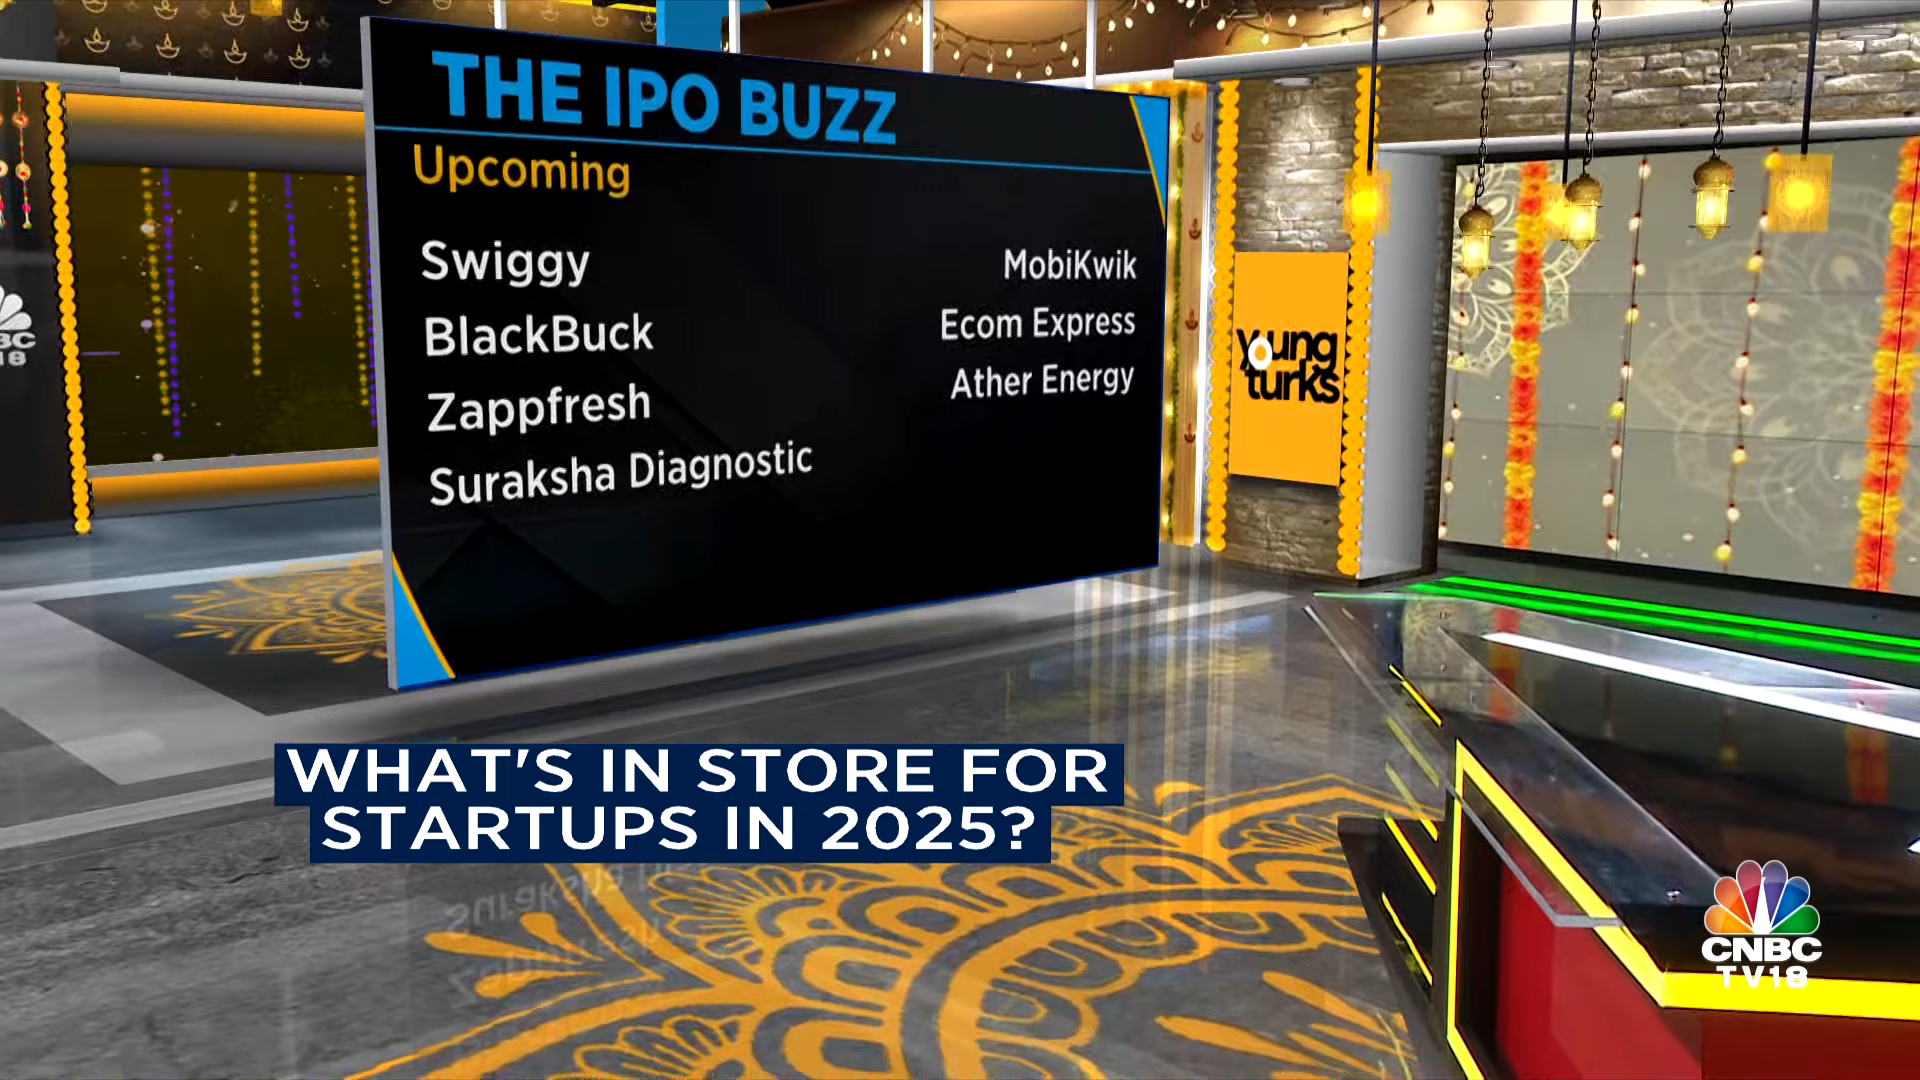 THE IPO BUZZ
Upcoming
Swiggy
BlackBuck
Zappfresh
Suraksha Diagnostic
MobiKwik
Ecom Express
Ather Energy
young
turks
WHAT'S IN STORE FOR
STARTUPS IN 2025?
CNBC
TV18